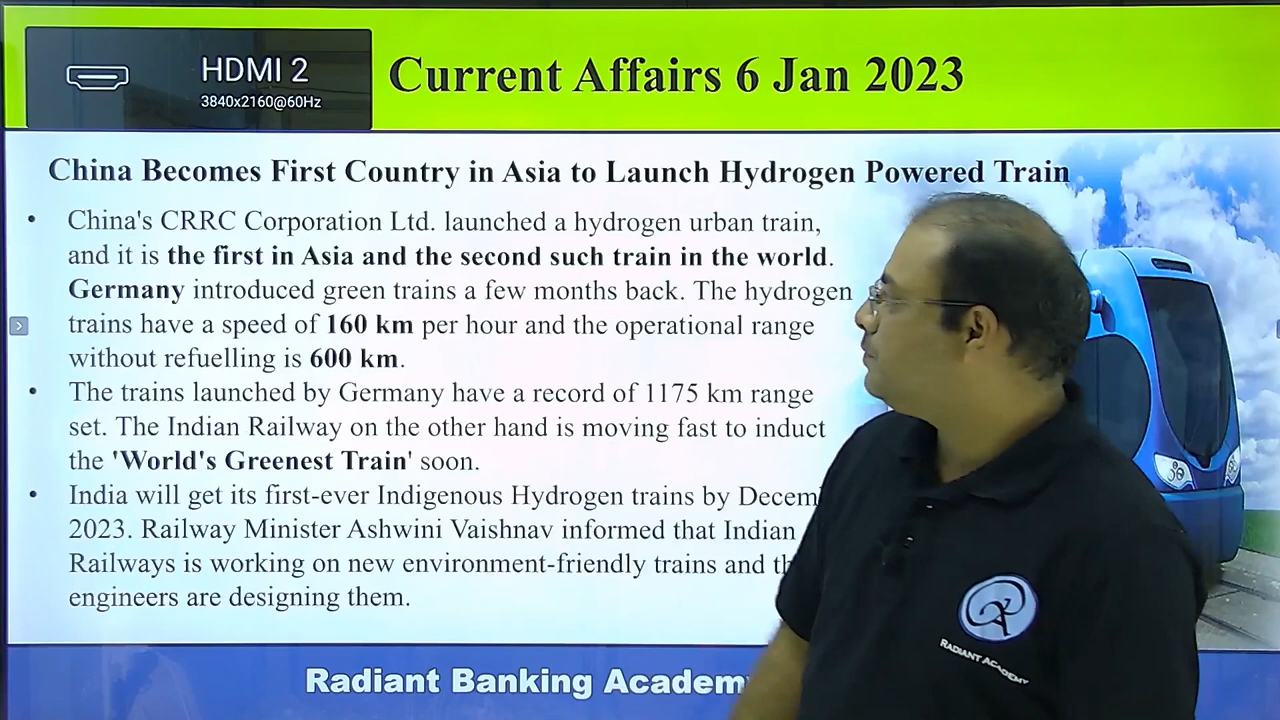 HDMI 2
3840x2160@60Hz
Current Affairs 6 Jan 2023
China Becomes First Country in Asia to Launch Hydrogen Powered Train
• China's CRRC Corporation Ltd. launched a hydrogen urban train,
and it is the first in Asia and the second such train in the world.
Germany introduced green trains a few months back. The hydrogen
trains have a speed of 160 km per hour and the operational range
without refuelling is 600 km.
• The trains launched by Germany have a record of 1175 km range
set. The Indian Railway on the other hand is moving fast to induct
the 'World's Greenest Train' soon.
• India will get its first-ever Indigenous Hydrogen trains by Decem
2023. Railway Minister Ashwini Vaishnav informed that Indian
Railways is working on new environment-friendly trains and th
engineers are designing them.
RADIANT ACADEMY
Radiant Banking Academy